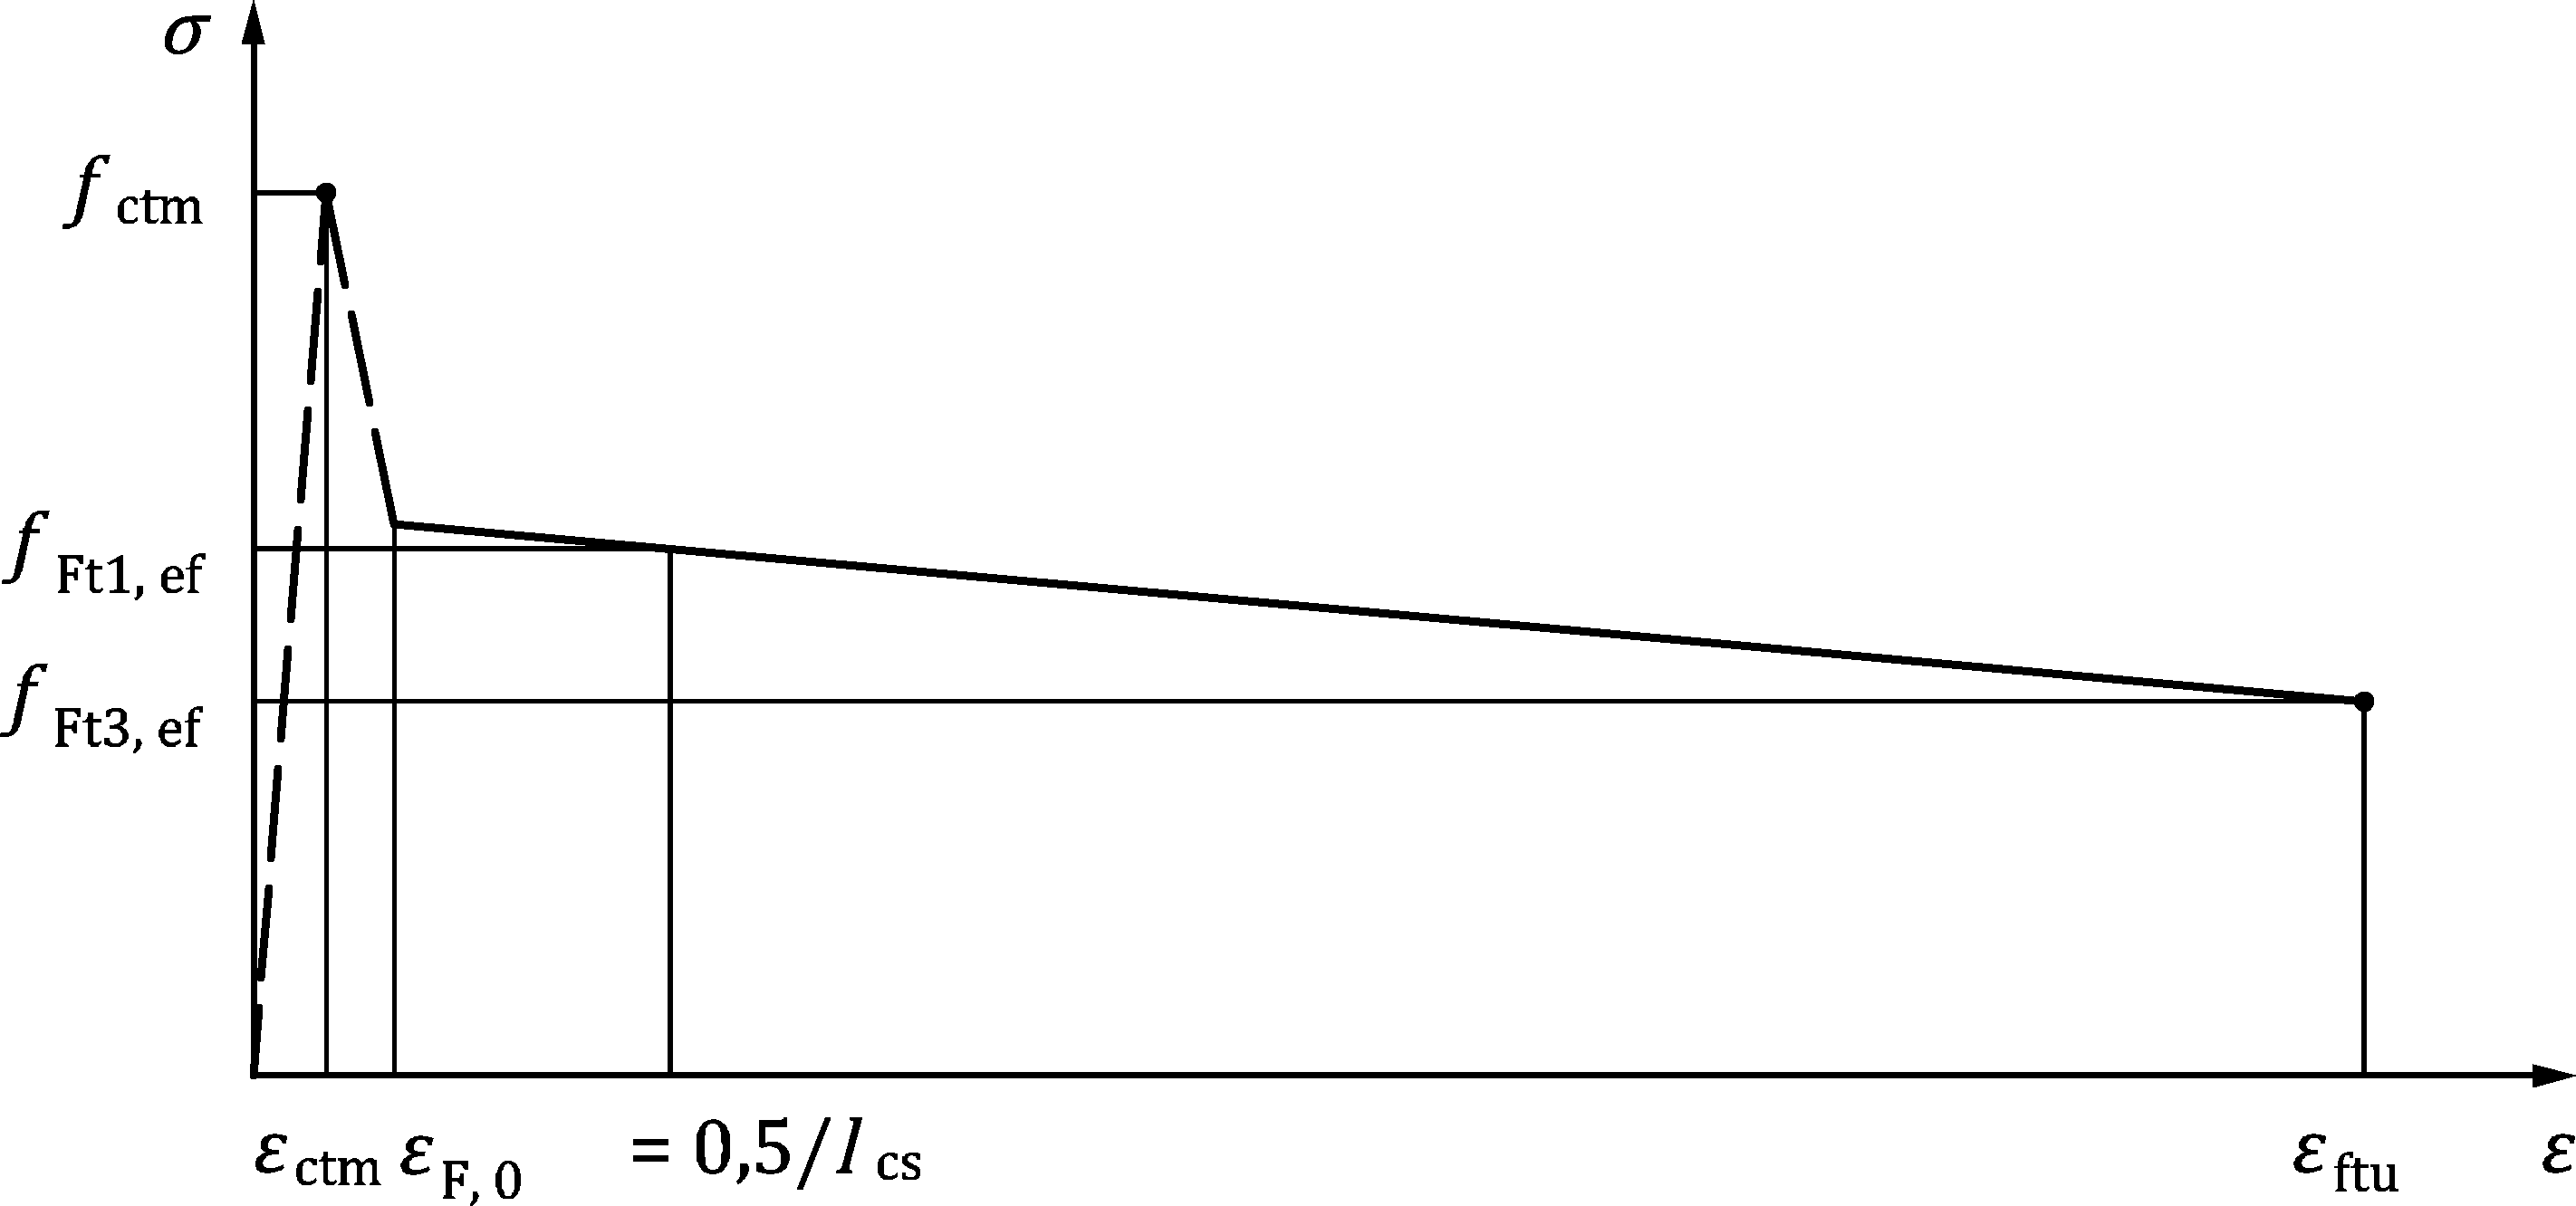 σ
f ctm
f Ft1, ef
f Ft3, ef
ε ctm ε F, 0 = 0,5/l cs ε ftu ε